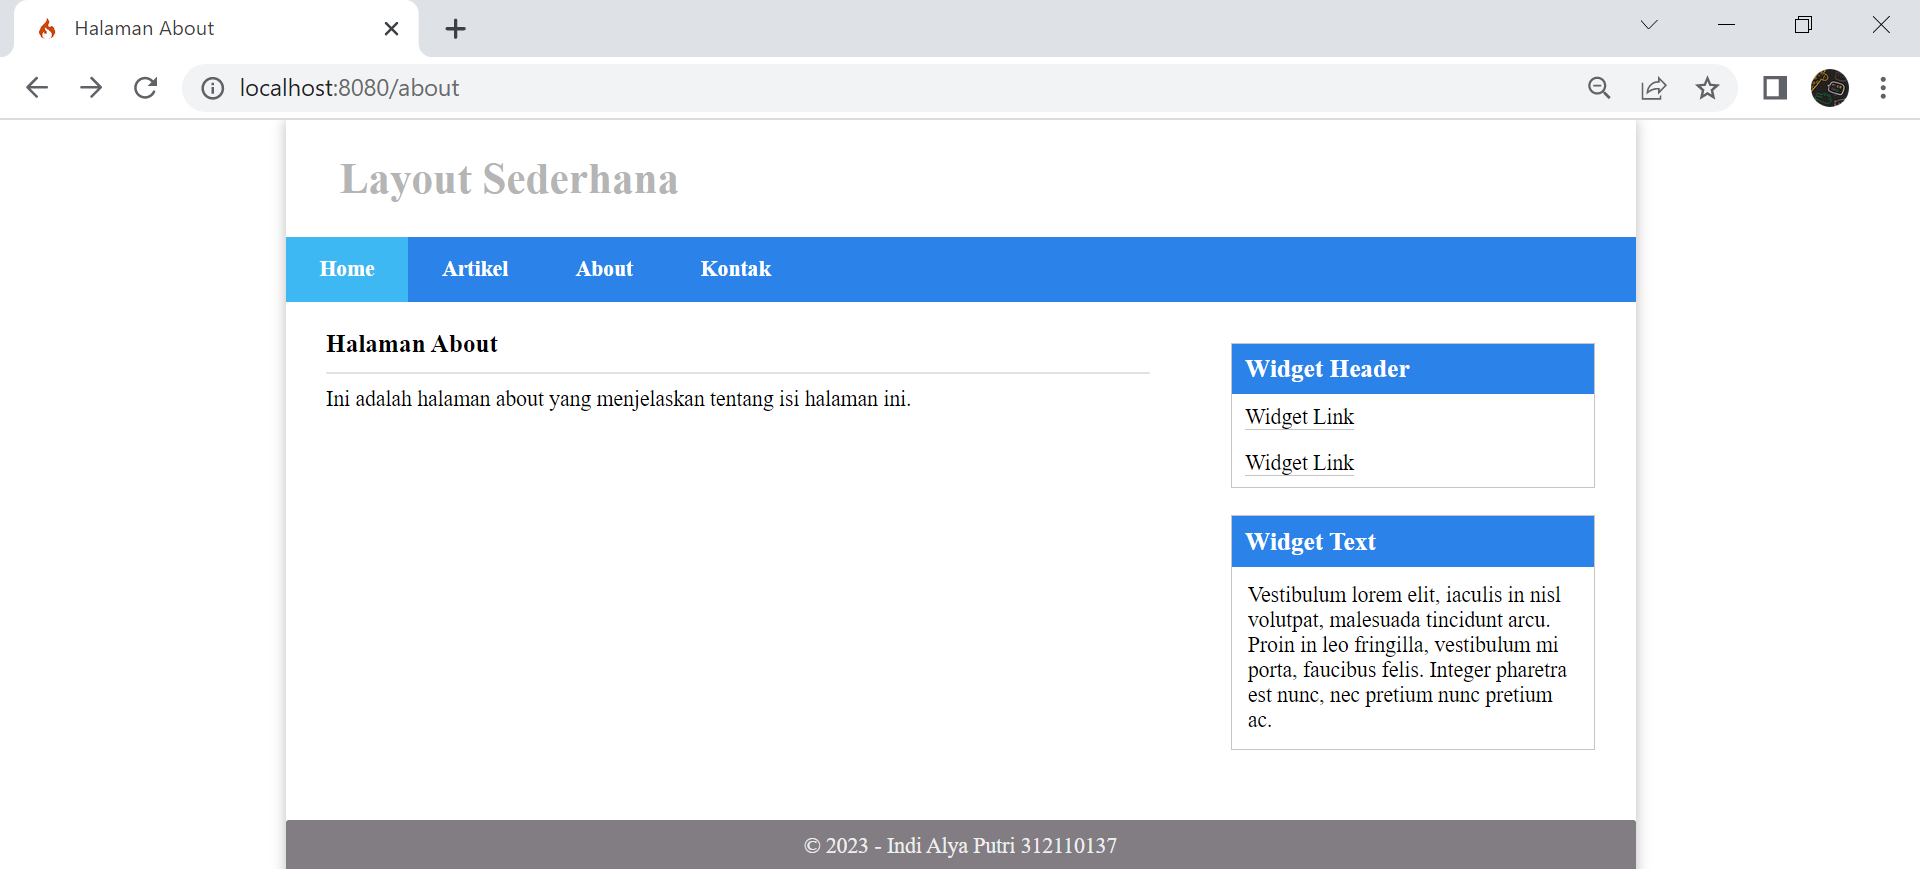 Halaman About
localhost:8080/about
Layout Sederhana
Home Artikel About Kontak
Halaman About
Ini adalah halaman about yang menjelaskan tentang isi halaman ini.
Widget Header
Widget Link
Widget Link
Widget Text
Vestibulum lorem elit, iaculis in nisl
volutpat, malesuada tincidunt arcu.
Proin in leo fringilla, vestibulum mi
porta, faucibus felis. Integer pharetra
est nunc, nec pretium nunc pretium
ac.
© 2023 - Indi Alya Putri 312110137